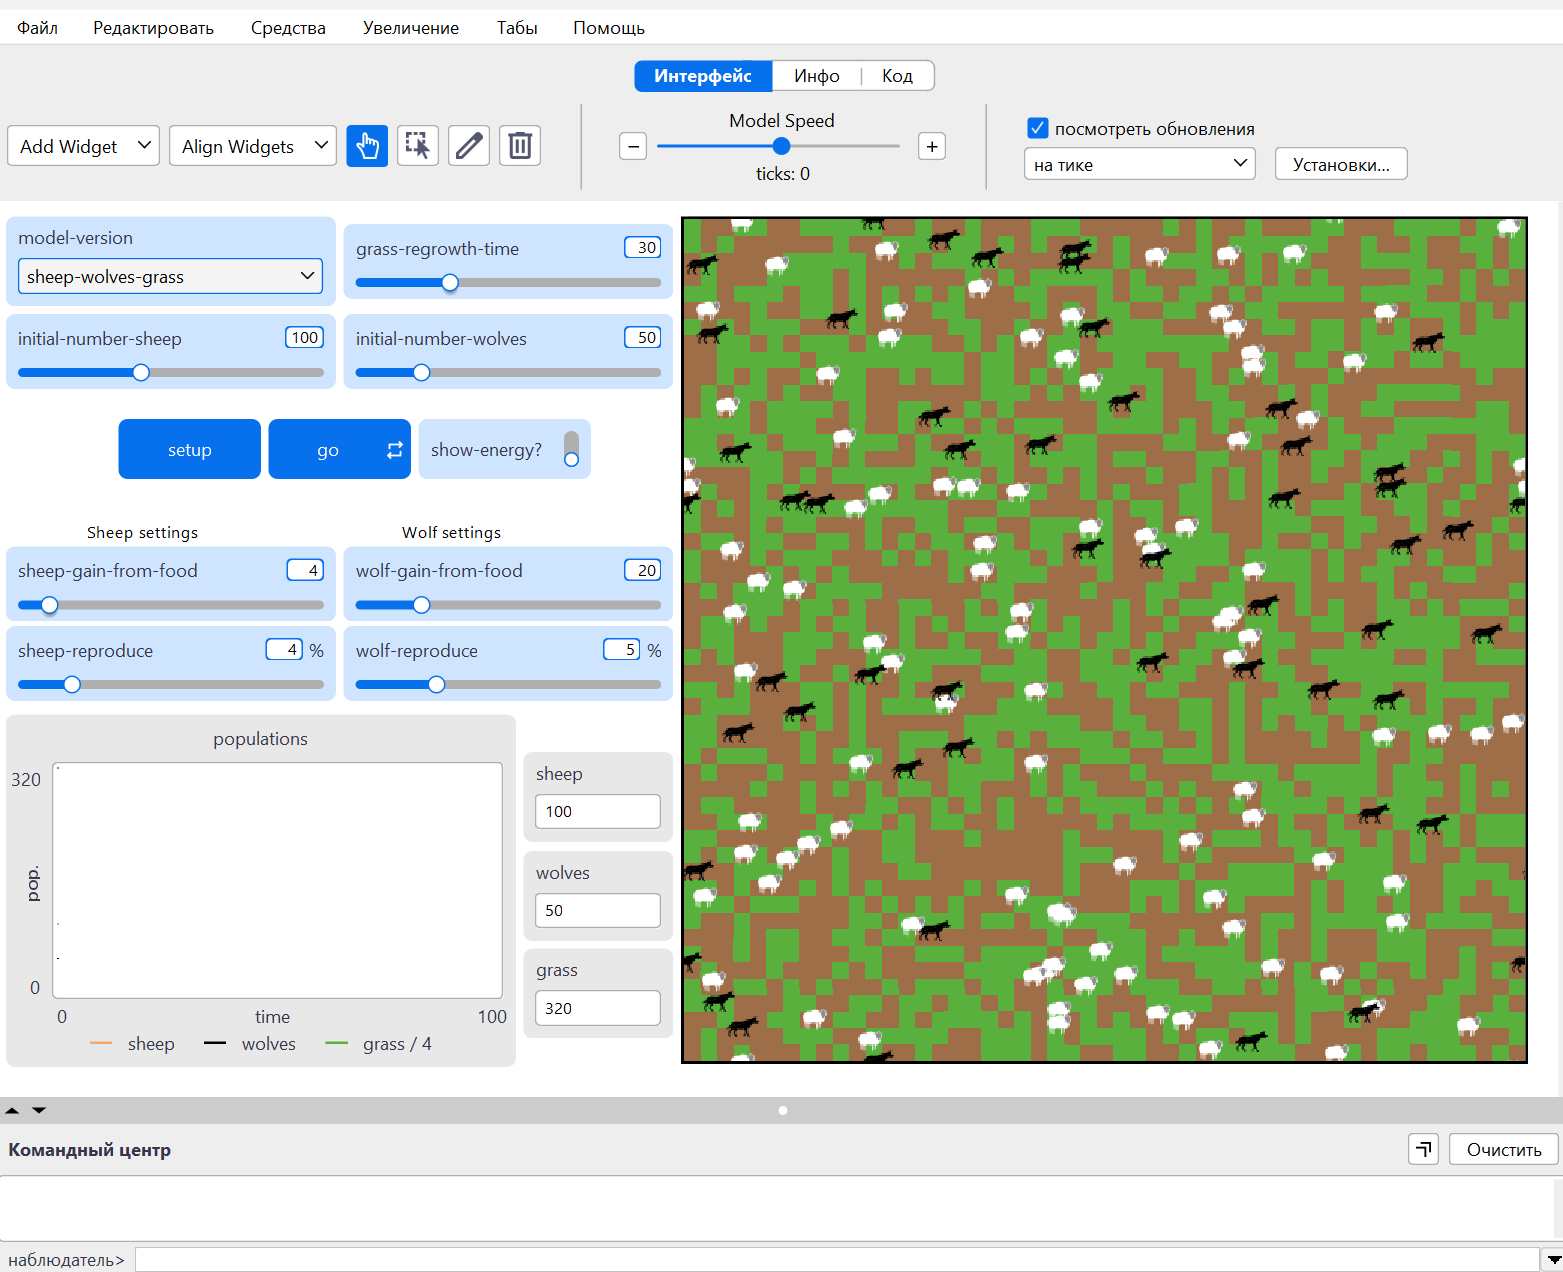 Файл Редактировать Средства Увеличение Табы Помощь
Интерфейс Инфо Код
Add Widget Align Widgets
Model Speed
ticks: 0
посмотреть обновления
на тике Установки...
model-version
sheep-wolves-grass
grass-regrowth-time 30
initial-number-sheep 100
initial-number-wolves 50
setup go show-energy?
Sheep settings Wolf settings
sheep-gain-from-food 4
wolf-gain-from-food 20
sheep-reproduce 4 %
wolf-reproduce 5 %
populations
320
pop.
0
0 time 100
sheep wolves grass / 4
sheep
100
wolves
50
grass
320
Командный центр Очистить
наблюдатель>